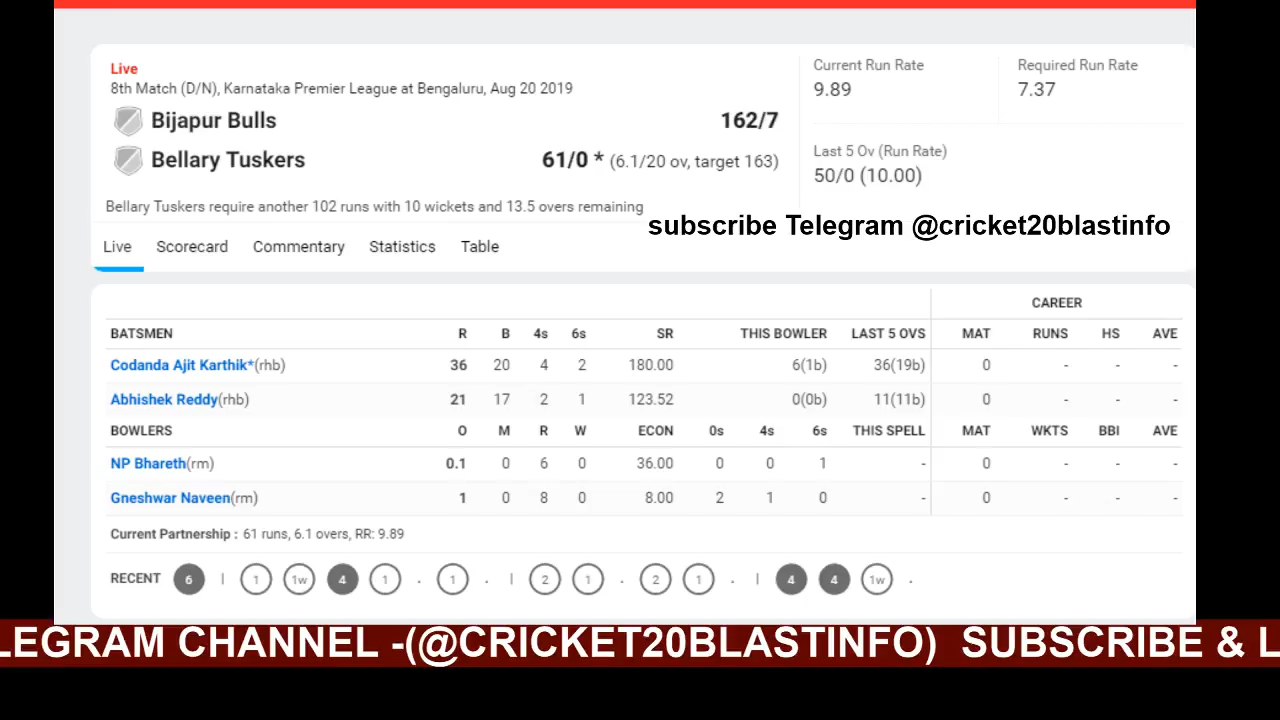 Live
8th Match (D/N), Karnataka Premier League at Bengaluru, Aug 20 2019
Bijapur Bulls 162/7
Bellary Tuskers 61/0 * (6.1/20 ov, target 163)
Bellary Tuskers require another 102 runs with 10 wickets and 13.5 overs remaining
Current Run Rate Required Run Rate
9.89 7.37
Last 5 Ov (Run Rate)
50/0 (10.00)
subscribe Telegram @cricket20blastinfo
Live Scorecard Commentary Statistics Table
CAREER
BATSMEN R B 4s 6s SR THIS BOWLER LAST 5 OVS MAT RUNS HS AVE
Codanda Ajit Karthik*(rhb) 36 20 4 2 180.00 6(1b) 36(19b) 0 - - -
Abhishek Reddy(rhb) 21 17 2 1 123.52 0(0b) 11(11b) 0 - - -
BOWLERS O M R W ECON 0s 4s 6s THIS SPELL MAT WKTS BBI AVE
NP Bhareth(rm) 0.1 0 6 0 36.00 0 0 1 - 0 - - -
Gneshwar Naveen(rm) 1 0 8 0 8.00 2 1 0 - 0 - - -
Current Partnership : 61 runs, 6.1 overs, RR: 9.89
RECENT 6 | 1 1w 4 1 . 1 . | 2 1 . 2 1 . | 4 4 1w .
LEGRAM CHANNEL -(@CRICKET20BLASTINFO) SUBSCRIBE & L